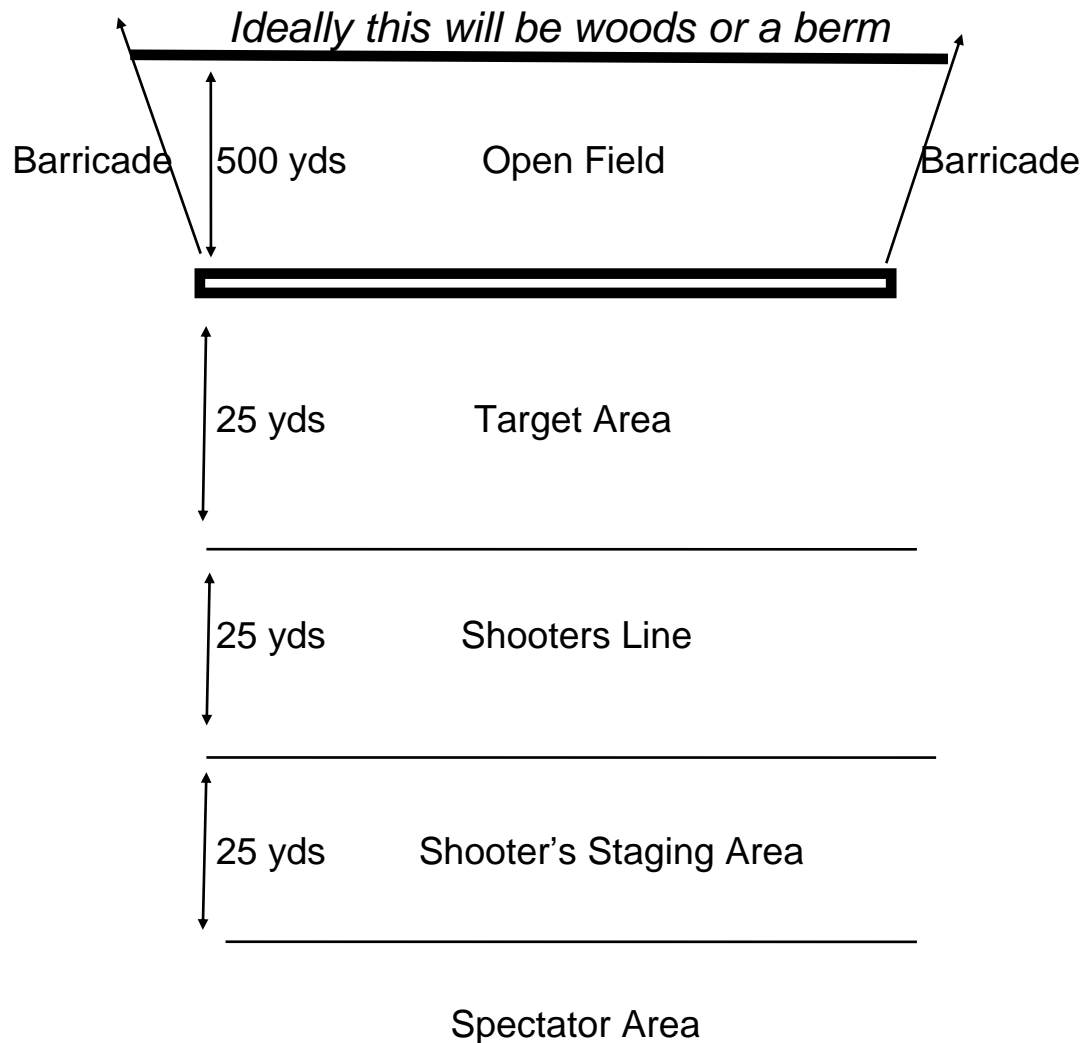 Ideally this will be woods or a berm
Barricade 500 yds Open Field Barricade
25 yds Target Area
25 yds Shooters Line
25 yds Shooter’s Staging Area
Spectator Area